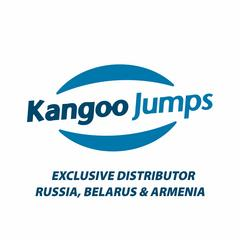 Kangoo Jumps
EXCLUSIVE DISTRIBUTOR
RUSSIA, BELARUS & ARMENIA